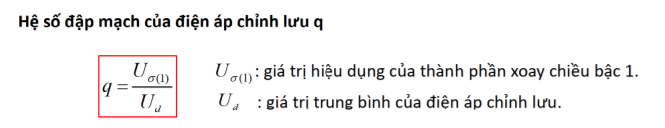 Hệ số đập mạch của điện áp chỉnh lưu q
q = U_σ(1) / U_d
U_σ(1) : giá trị hiệu dụng của thành phần xoay chiều bậc 1.
U_d : giá trị trung bình của điên áp chỉnh lưu.